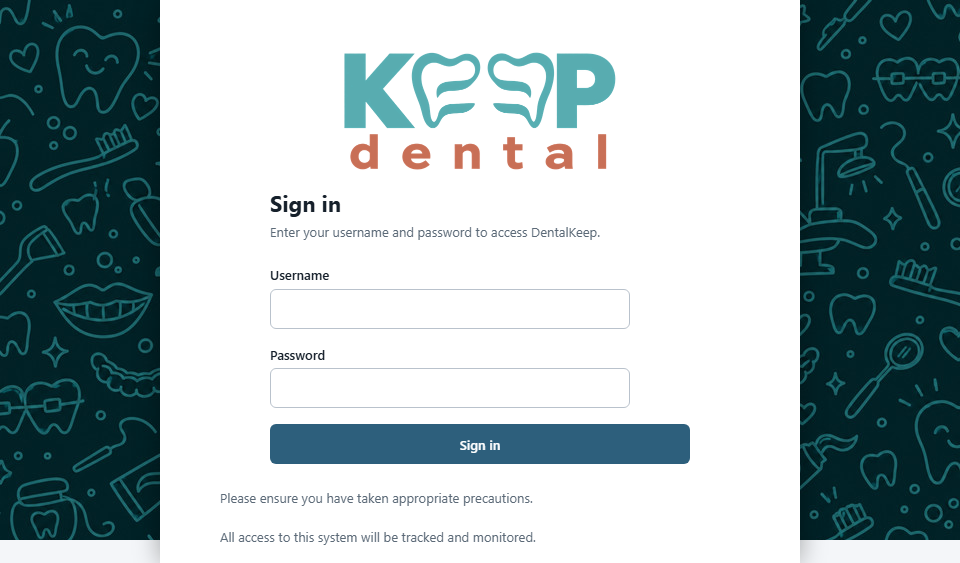 KEEP
dental
Sign in
Enter your username and password to access DentalKeep.
Username
Password
Sign in
Please ensure you have taken appropriate precautions.
All access to this system will be tracked and monitored.